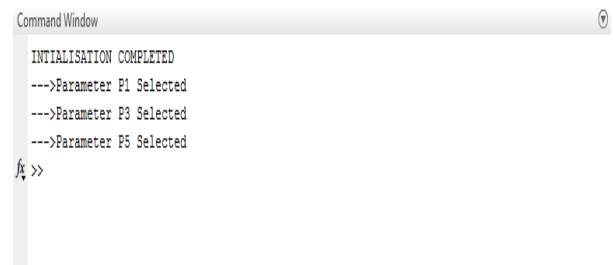 Command Window
INTIALISATION COMPLETED
--->Parameter P1 Selected
--->Parameter P3 Selected
--->Parameter P5 Selected
fx >>